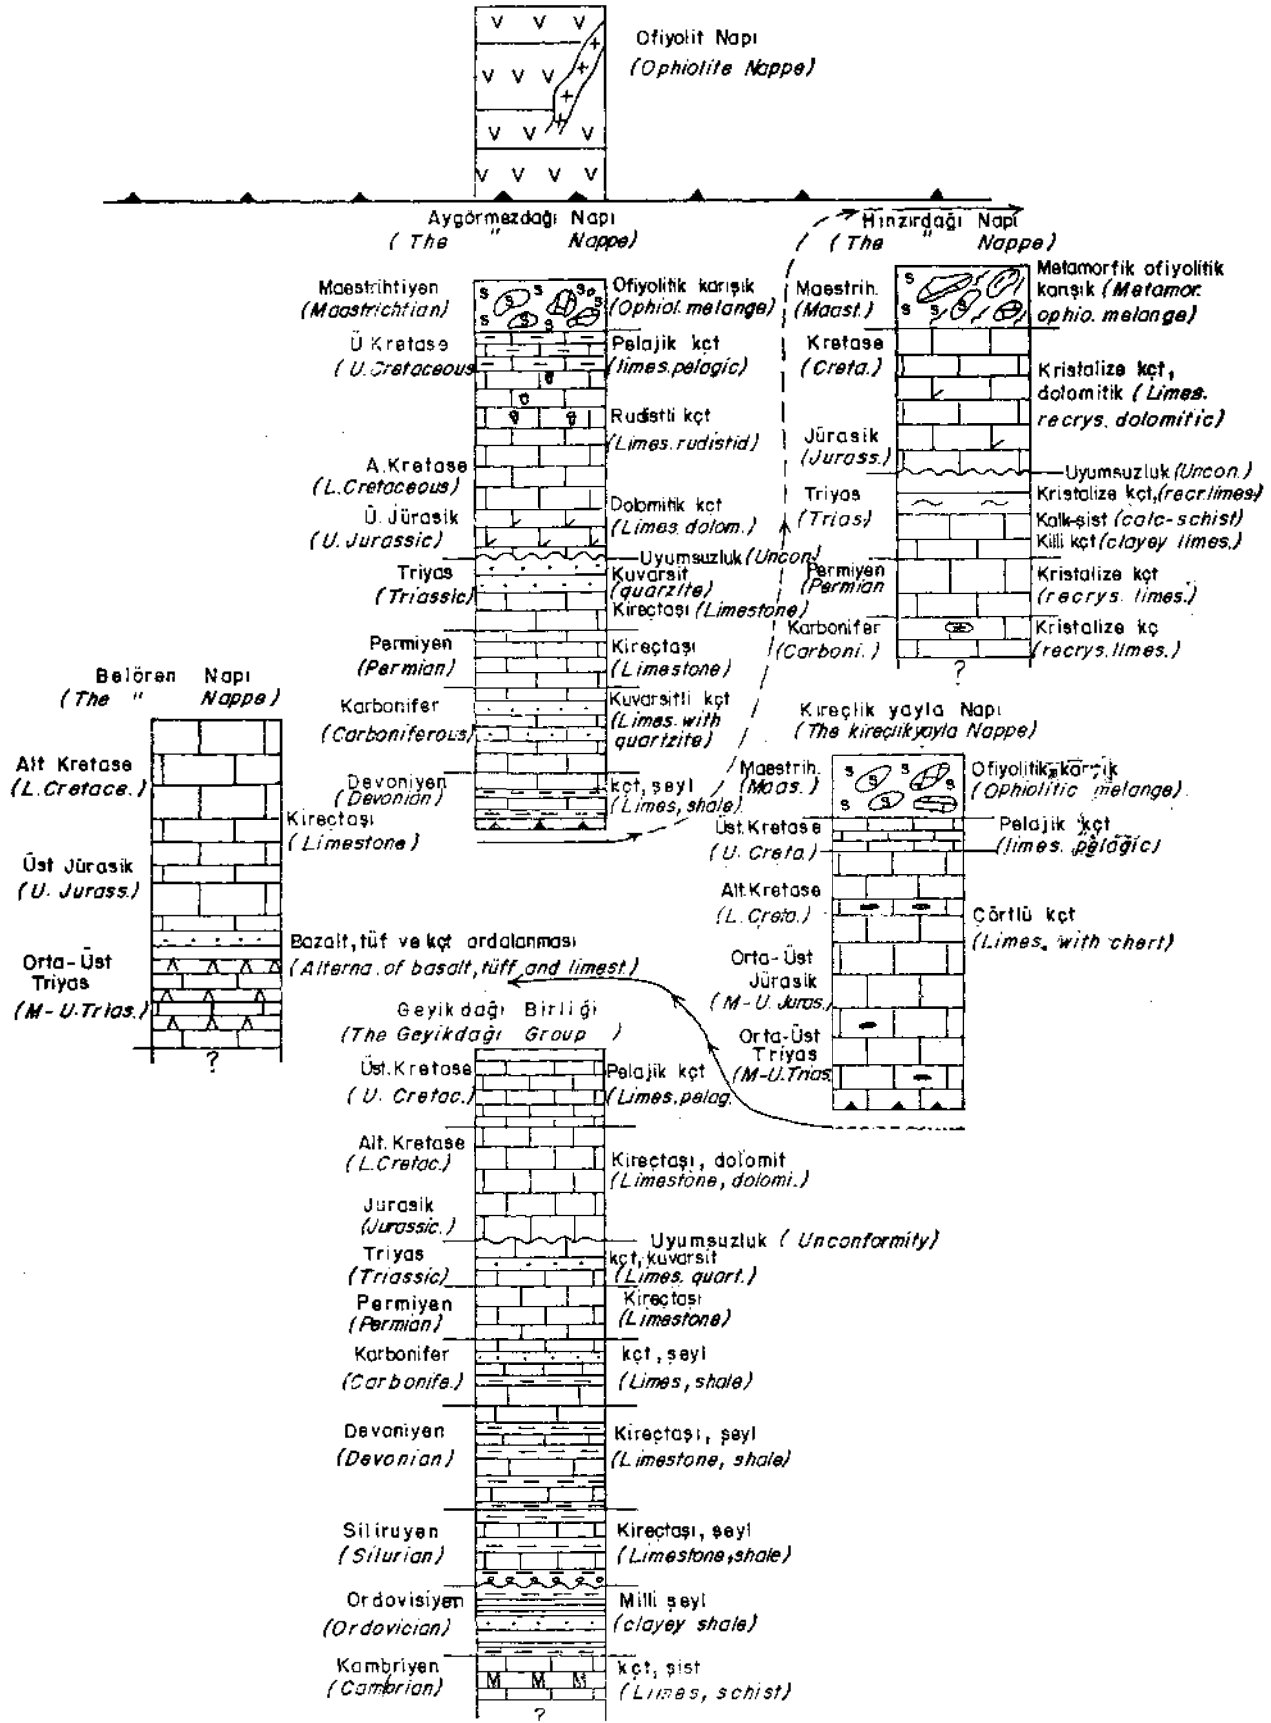 Ofiyolit Napı
(Ophiolite Nappe)
Aygörmezdağı Napı
(The " Nappe)
Maestrihtiyen
(Maastrichtian)
Ofiyolitik karışık
(Ophiol. melange)
Ü Kretase
(U. Cretaceous
Pelajik kçt
(limes. pelagic)
Rudistli kçt
(Limes. rudistid)
A. Kretase
(L. Cretaceous)
Ü. Jürasik
(U. Jurassic)
Dolomitik kçt
(Limes. dolom.)
Uyumsuzluk (Uncon.)
Triyas
(Triassic)
Kuvarsit
(quartzite)
Kireçtaşı (Limestone)
Permiyen
(Permian)
Kireçtaşı
(Limestone)
Karbonifer
(Carboniferous)
Kuvarsitli kçt
(Limes. with
quartzite)
Devoniyen
(Devonian)
kçt, şeyl
(Limes, shale)
Hınzırdağı Napı
(The " Nappe)
Maestrih.
(Maast.)
Metamorfik ofiyolitik
karışık (Metamor.
ophio. melange)
Kretase
(Creta.)
Kristalize kçt,
dolomitik (Limes.
recrys. dolomitic)
Jürasik
(Jurass.)
Uyumsuzluk (Uncon.)
Triyas
(Trias.)
Kristalize kçt, (recr. limes.)
Kalk-şist (calc-schist)
Killi kçt (clayey limes.)
Permiyen
(Permian
Kristalize kçt
(recrys. limes.)
Karbonifer
(Carboni.)
Kristalize kç
(recrys. limes.)
?
Belören Napı
(The " Nappe)
Alt Kretase
(L. Cretace.)
Kireçtaşı
(Limestone)
Üst Jürasik
(U. Jurass.)
Orta-Üst
Triyas
(M-U.Trias.)
Bazalt, tüf ve kçt ardalanması
(Alterna. of basalt, tüff and limest.)
?
Kireçlik yayla Napı
(The kireçlikyayla Nappe)
Maestrih.
(Maas.)
Ofiyolitik karışık
(Ophiolitic melange)
Üst. Kretase
(U. Creta.)
Pelajik kçt
(limes. pelagic)
Alt. Kretase
(L. Creta.)
Çörtlü kçt
(Limes. with chert)
Orta-Üst
Jürasik
(M-U. Juras.)
Orta-Üst
Triyas
(M-U.Trias.
Geyikdağı Birliği
(The Geyikdağı Group )
Üst. Kretase
(U. Cretac.)
Pelajik kçt
(Limes. pelag.
Alt. Kretase
(L. Cretac.)
Kireçtaşı, dolomit
(Limestone, dolomi.)
Jurasik
(Jurassic.)
Uyumsuzluk ( Unconformity)
Triyas
(Triassic)
kçt, kuvarsit
(Limes. quart.)
Permiyen
(Permian)
Kireçtaşı
(Limestone)
Karbonifer
(Carbonife.)
kçt, şeyl
(Limes, shale)
Devoniyen
(Devonian)
Kireçtaşı, şeyl
(Limestone, shale)
Siliruyen
(Silurian)
Kireçtaşı, şeyl
(Limestone, shale)
Ordovisiyen
(Ordovician)
Milli şeyl
(clayey shale)
Kambriyen
(Cambrian)
M M M
kçt, şist
(Limes, schist)
?